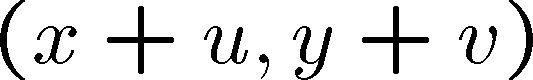 (x + u, y + v)